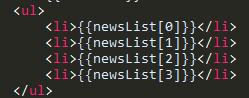 <ul>
<li>{{newsList[0]}}</li>
<li>{{newsList[1]}}</li>
<li>{{newsList[2]}}</li>
<li>{{newsList[3]}}</li>
</ul>